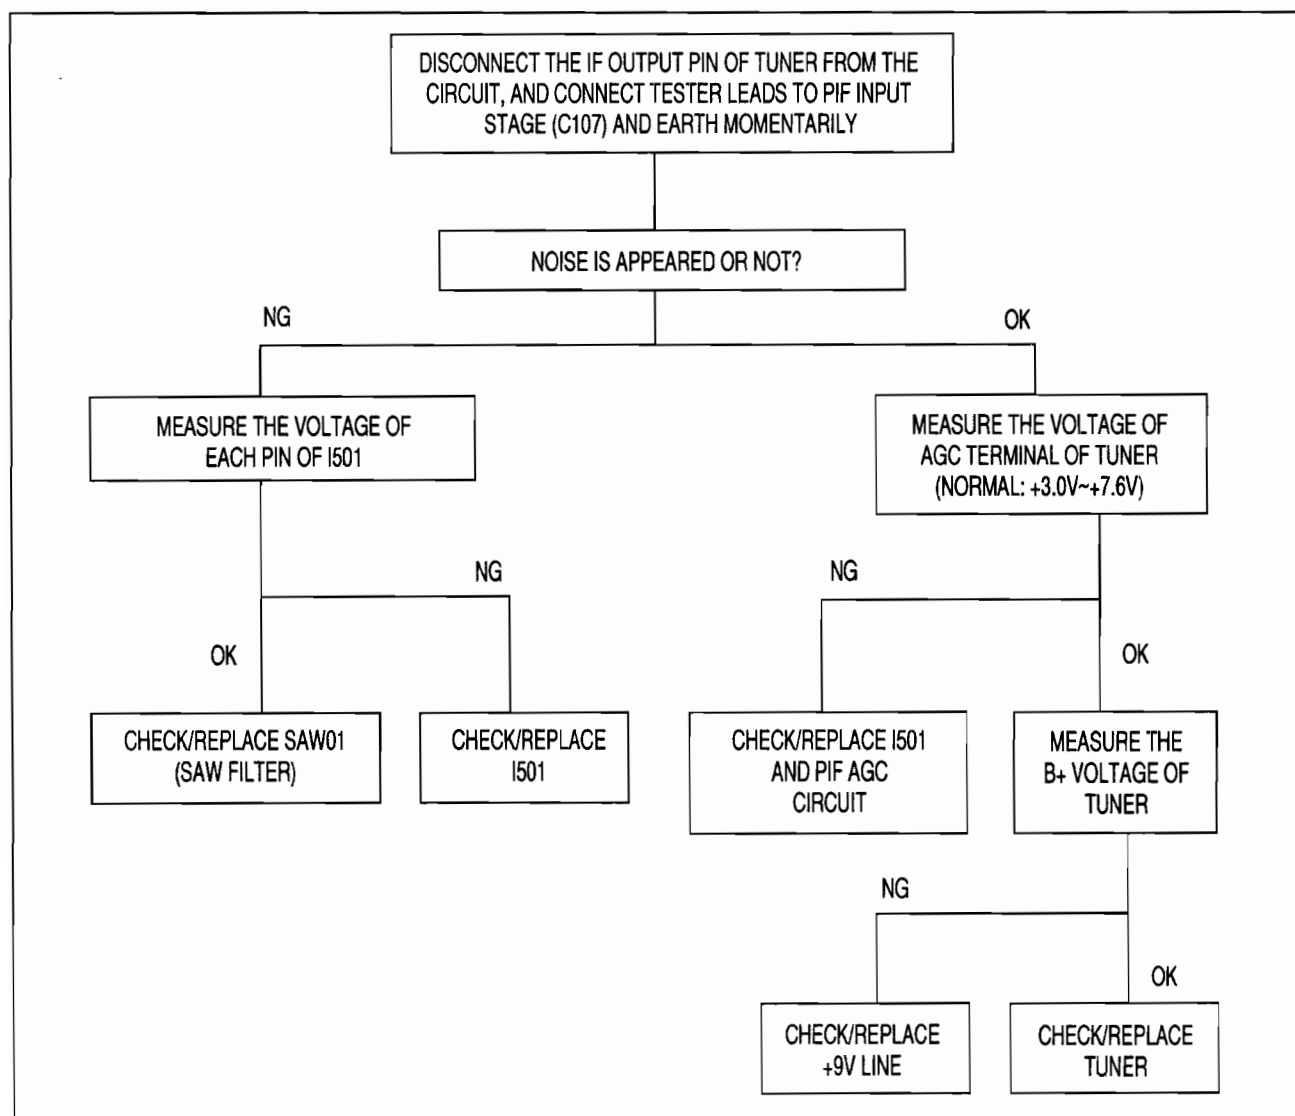 DISCONNECT THE IF OUTPUT PIN OF TUNER FROM THE
CIRCUIT, AND CONNECT TESTER LEADS TO PIF INPUT
STAGE (C107) AND EARTH MOMENTARILY
NOISE IS APPEARED OR NOT?
NG
OK
MEASURE THE VOLTAGE OF
EACH PIN OF I501
MEASURE THE VOLTAGE OF
AGC TERMINAL OF TUNER
(NORMAL: +3.0V~+7.6V)
NG
NG
OK
OK
CHECK/REPLACE SAW01
(SAW FILTER)
CHECK/REPLACE
I501
CHECK/REPLACE I501
AND PIF AGC
CIRCUIT
MEASURE THE
B+ VOLTAGE OF
TUNER
NG
OK
CHECK/REPLACE
+9V LINE
CHECK/REPLACE
TUNER